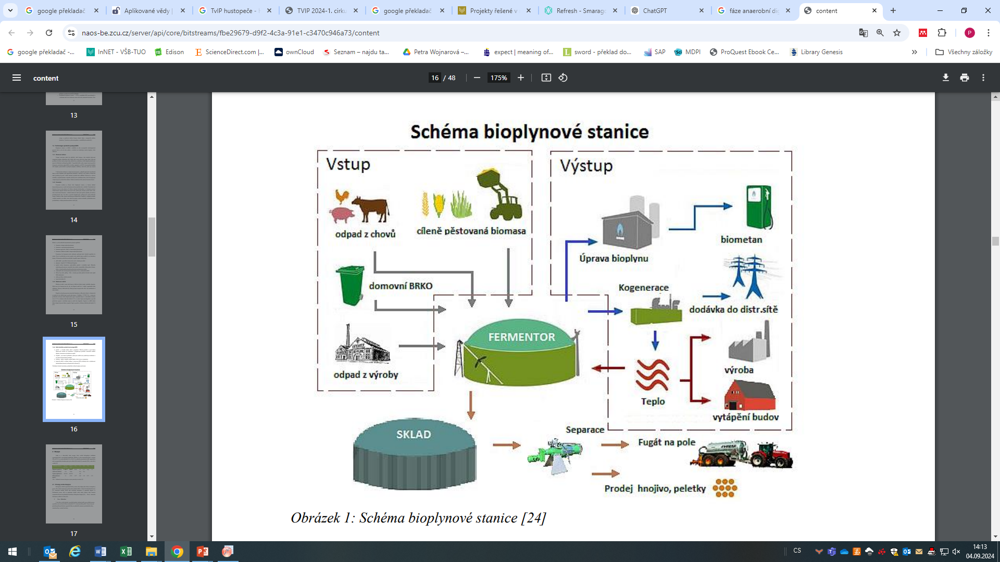 google překladač
Aplikované vědy |
TvIP hustopeče -
TVIP 2024-1. cirku
google překladač
Projekty řešené v
Refresh - Smarag
ChatGPT
fáze anaerobní di
content
naos-be.zcu.cz/server/api/core/bitstreams/fbe29679-d9f2-4c3a-91e1-c3470c946a73/content
google překladač -...
InNET - VŠB-TUO
Edison
ScienceDirect.com |...
ownCloud
Seznam – najdu ta...
Petra Wojnarová –...
expect | meaning of...
sword - překlad do...
SAP
MDPI
ProQuest Ebook Ce...
Library Genesis
Všechny záložky
content
16 / 48
175%
13
14
15
16
17
Schéma bioplynové stanice
Vstup
Výstup
odpad z chovů
cíleně pěstovaná biomasa
biometan
Úprava bioplynu
domovní BRKO
Kogenerace
dodávka do distr.sítě
FERMENTOR
odpad z výroby
výroba
Teplo
vytápění budov
SKLAD
Separace
Fugát na pole
Prodej hnojivo, peletky
Obrázek 1: Schéma bioplynové stanice [24]
CS
14:13
04.09.2024